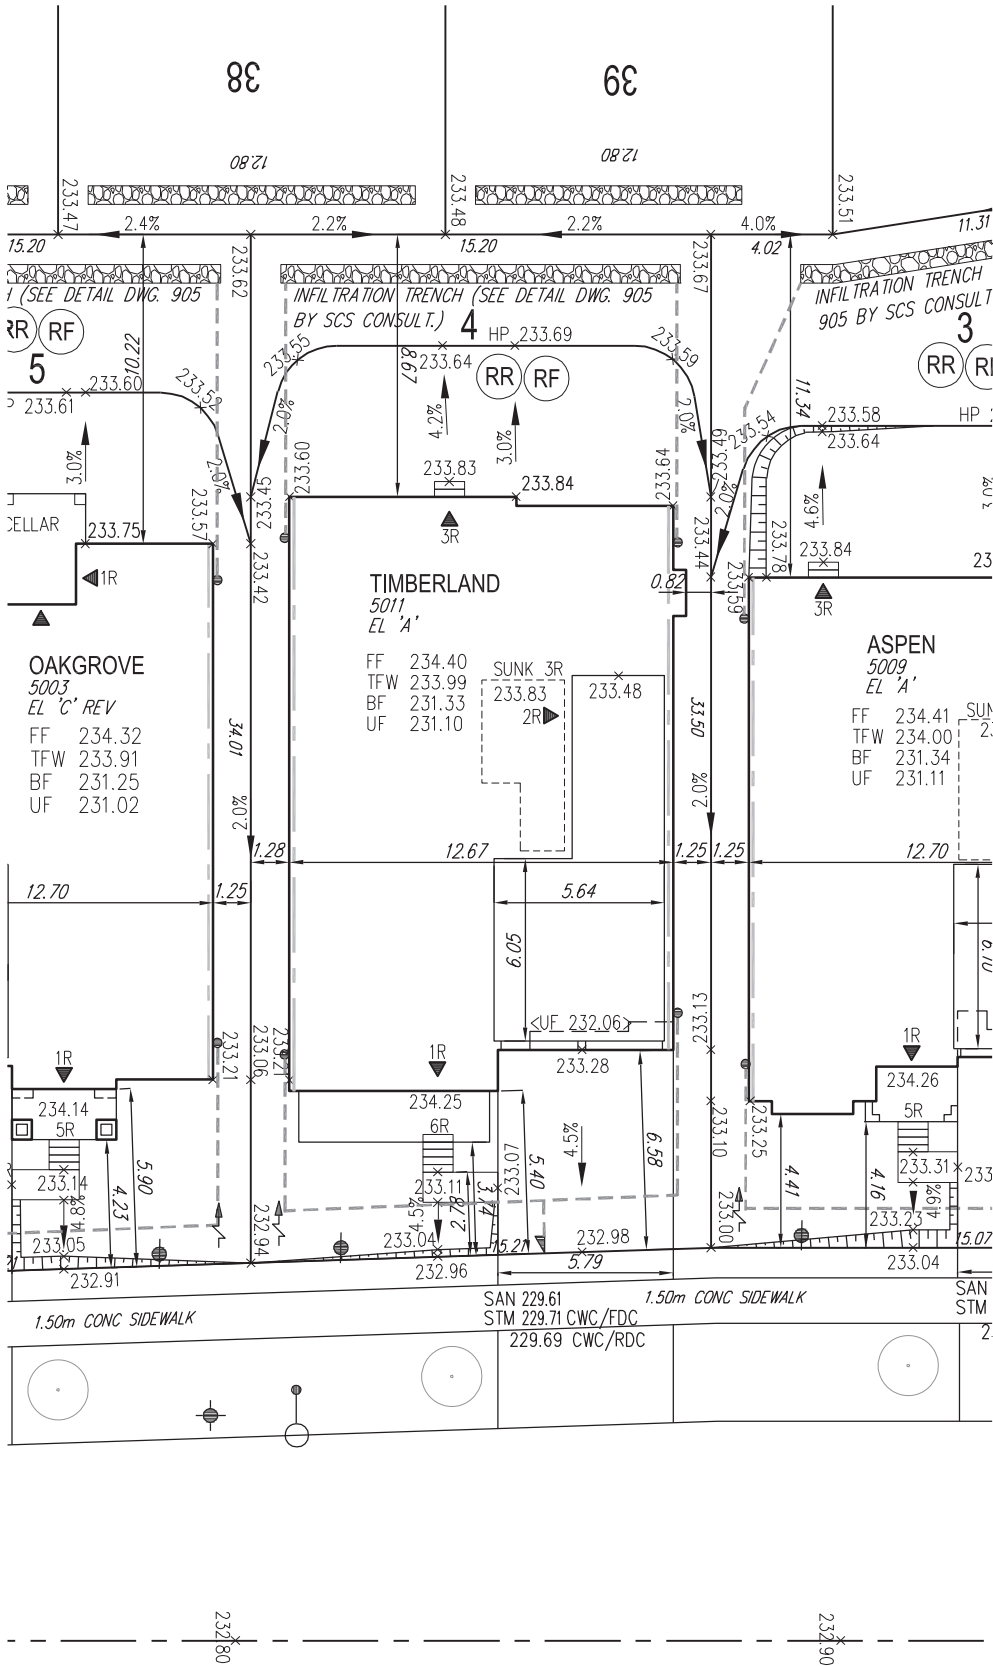 38
39
12.80
12.80
233.47
233.48
233.51
2.4%
2.2%
2.2%
4.0%
11.31
15.20
15.20
4.02
233.62
233.67
(SEE DETAIL DWG. 905
INFILTRATION TRENCH (SEE DETAIL DWG. 905
BY SCS CONSULT.)
INFILTRATION TRENCH
905 BY SCS CONSULT
RR
RF
5
10.22
4
HP 233.69
233.55
233.64
233.59
8.67
RR
RF
3
RR
233.60
233.61
233.52
2.0%
2.0%
4.2%
3.0%
2.0%
11.34
233.54
233.58
HP
233.64
3.0%
2.0%
233.60
233.83
233.84
233.64
233.49
4.9%
CELLAR
233.75
233.57
233.45
233.42
3R
233.44
233.59
233.78
233.84
3R
1R
0.82
TIMBERLAND
5011
EL 'A'
FF 234.40
TFW 233.99
BF 231.33
UF 231.10
SUNK 3R
233.83
2R
233.48
OAKGROVE
5003
EL 'C' REV
FF 234.32
TFW 233.91
BF 231.25
UF 231.02
ASPEN
5009
EL 'A'
FF 234.41
TFW 234.00
BF 231.34
UF 231.11
34.01
2.0%
33.50
2.0%
1.28
12.67
1.25
1.25
12.70
12.70
1.25
5.64
6.05
6.10
<UF 232.06>
233.28
233.13
233.21
233.06
233.21
1R
1R
1R
234.14
5R
234.25
6R
234.26
5R
233.10
233.25
233.14
4.8%
4.23
5.90
233.11
4.5%
2.78
3.74
233.07
5.40
4.5%
6.58
4.41
4.16
233.31
4.9%
233.23
233.05
232.91
232.94
233.04
232.96
15.21
232.98
5.79
233.00
233.04
15.07
1.50m CONC SIDEWALK
SAN 229.61
STM 229.71 CWC/FDC
229.69 CWC/RDC
1.50m CONC SIDEWALK
SAN
STM
232.80
232.90